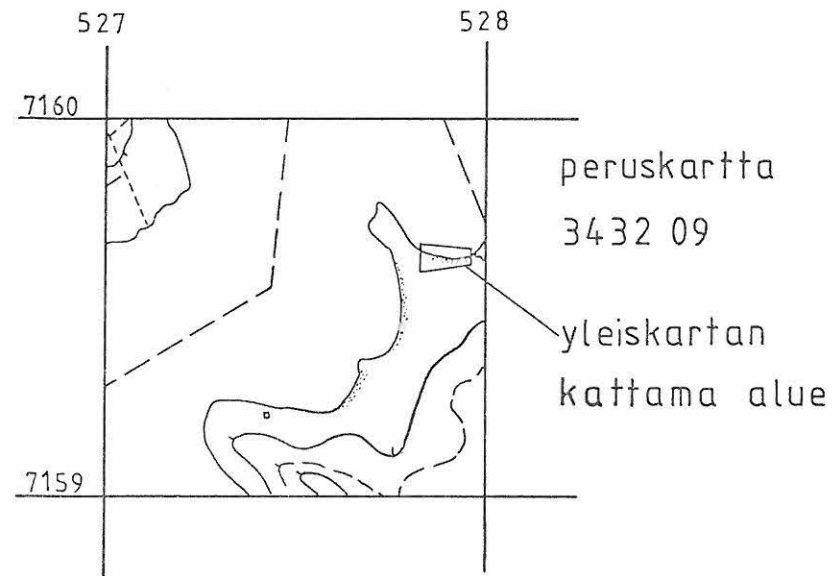 527
528
7160
peruskartta
3432 09
yleiskartan
kattama alue
7159